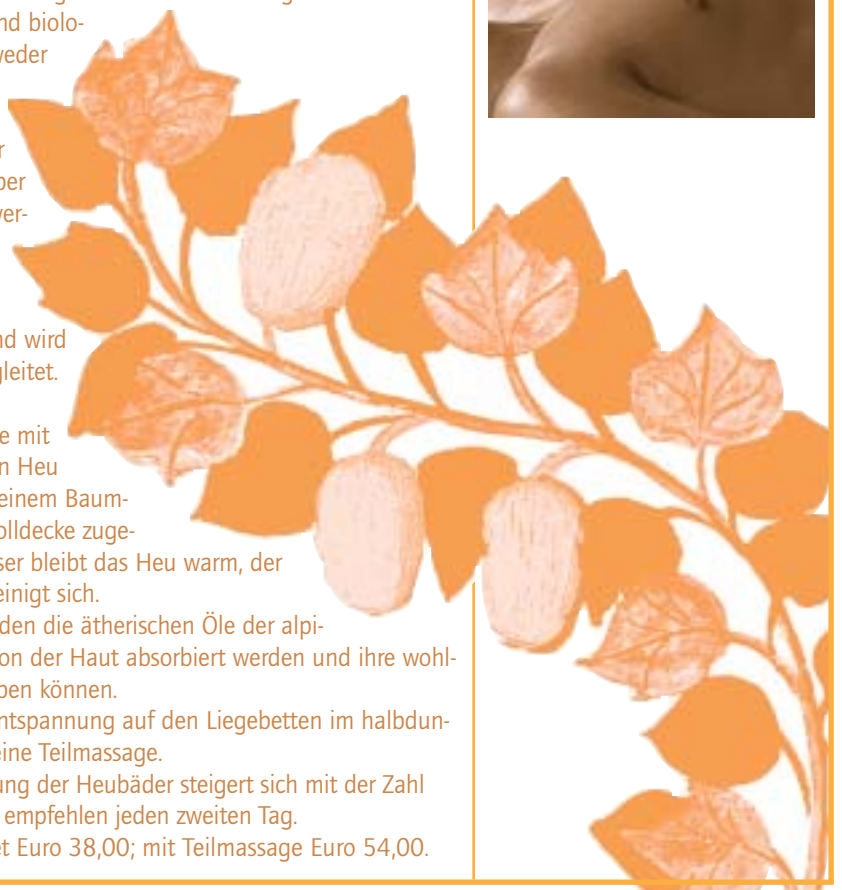 nd biolo-
weder
r
ber
ver-
nd wird
gleitet.
e mit
n Heu
einem Baum-
olldecke zuge-
ser bleibt das Heu warm, der
einigt sich.
den die ätherischen Öle der alpi-
on der Haut absorbiert werden und ihre wohl-
ben können.
ntspannung auf den Liegebetten im halbdun-
eine Teilmassage.
ung der Heubäder steigert sich mit der Zahl
empfehlen jeden zweiten Tag.
et Euro 38,00; mit Teilmassage Euro 54,00.